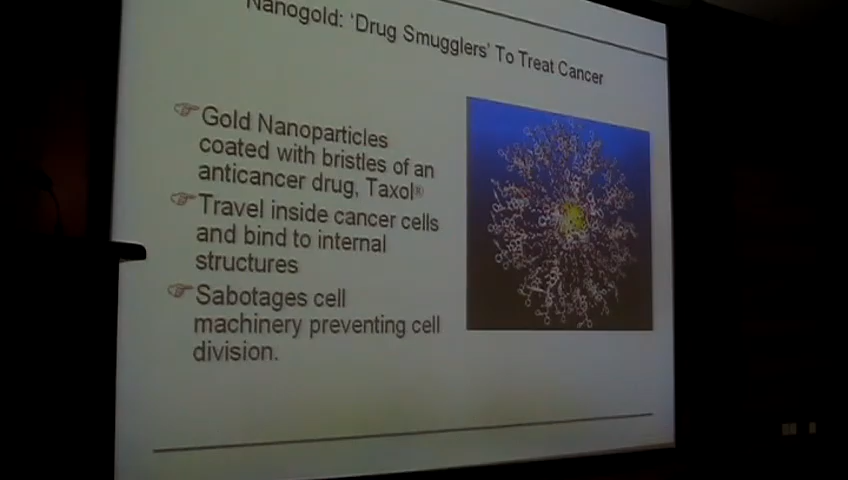 Nanogold: 'Drug Smugglers' To Treat Cancer
Gold Nanoparticles
coated with bristles of an
anticancer drug, Taxol®
Travel inside cancer cells
and bind to internal
structures
Sabotages cell
machinery preventing cell
division.